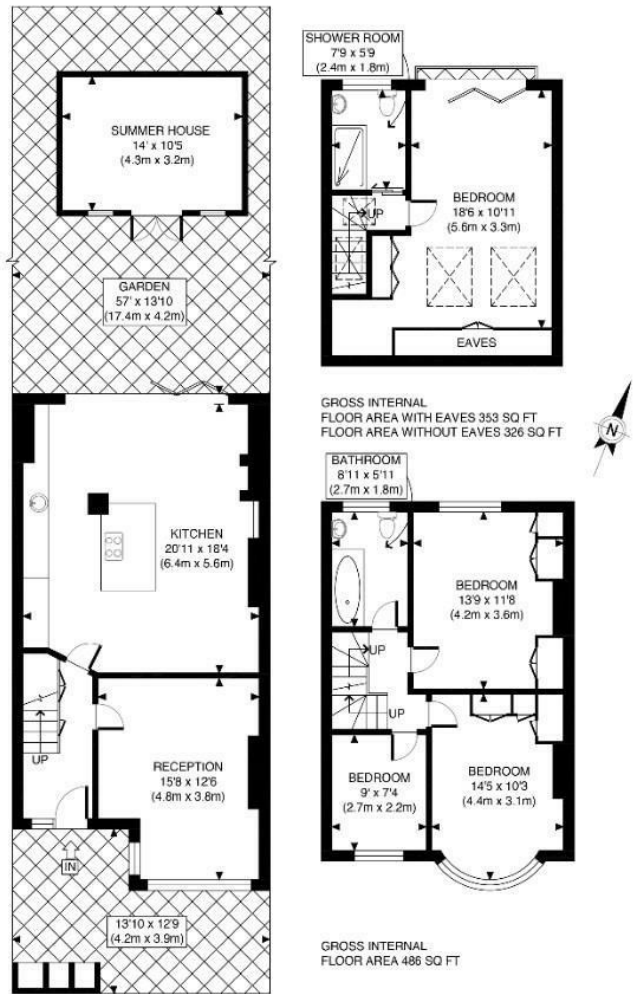 SUMMER HOUSE
14' x 10'5
(4.3m x 3.2m)
GARDEN
57' x 13'10
(17.4m x 4.2m)
KITCHEN
20'11 x 18'4
(6.4m x 5.6m)
UP
RECEPTION
15'8 x 12'6
(4.8m x 3.8m)
IN
13'10 x 12'9
(4.2m x 3.9m)
SHOWER ROOM
7'9 x 5'9
(2.4m x 1.8m)
BEDROOM
18'6 x 10'11
(5.6m x 3.3m)
UP
EAVES
GROSS INTERNAL
FLOOR AREA WITH EAVES 353 SQ FT
FLOOR AREA WITHOUT EAVES 326 SQ FT
N
BATHROOM
8'11 x 5'11
(2.7m x 1.8m)
BEDROOM
13'9 x 11'8
(4.2m x 3.6m)
UP
UP
BEDROOM
9' x 7'4
(2.7m x 2.2m)
BEDROOM
14'5 x 10'3
(4.4m x 3.1m)
GROSS INTERNAL
FLOOR AREA 486 SQ FT